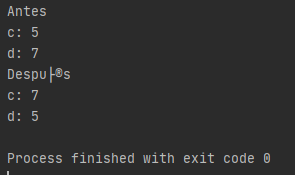 Antes
c: 5
d: 7
Despu├®s
c: 7
d: 5
Process finished with exit code 0